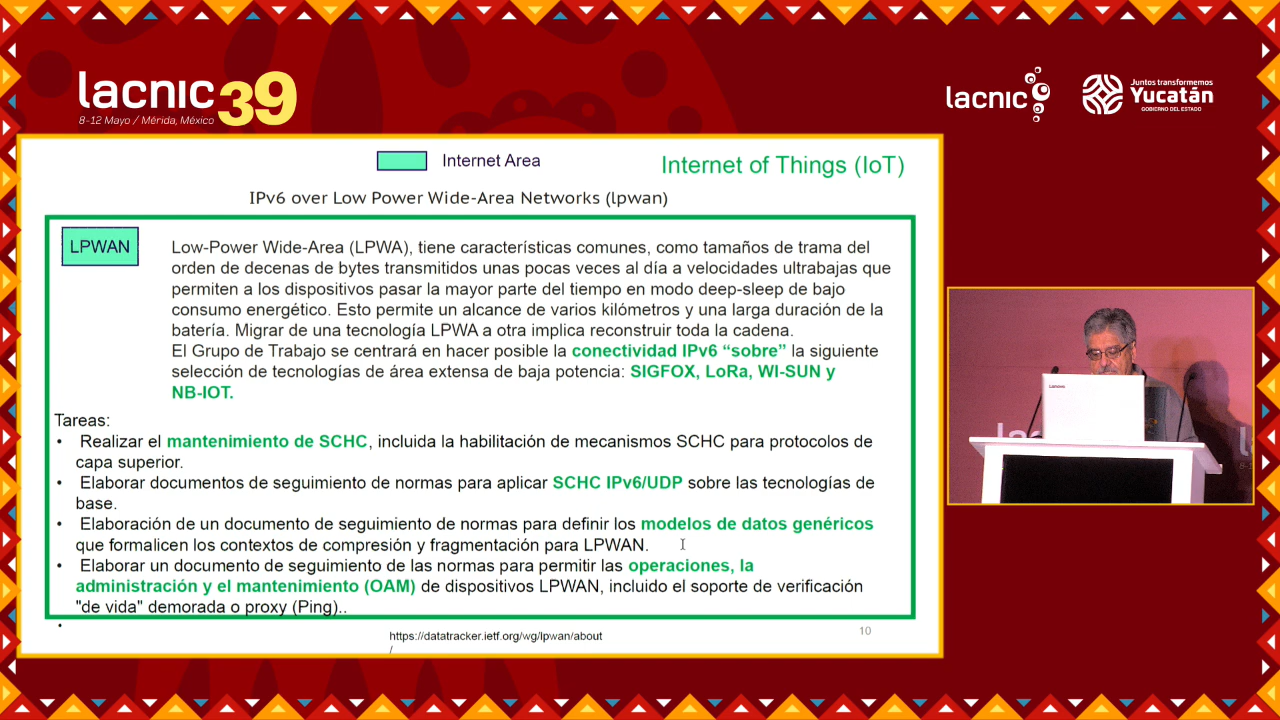 lacnic 39
8-12 Mayo / Mérida, México
lacnic
Juntos transformemos
Yucatán
GOBIERNO DEL ESTADO
Internet Area
Internet of Things (IoT)
IPv6 over Low Power Wide-Area Networks (lpwan)
LPWAN
Low-Power Wide-Area (LPWA), tiene características comunes, como tamaños de trama del
orden de decenas de bytes transmitidos unas pocas veces al día a velocidades ultrabajas que
permiten a los dispositivos pasar la mayor parte del tiempo en modo deep-sleep de bajo
consumo energético. Esto permite un alcance de varios kilómetros y una larga duración de la
batería. Migrar de una tecnología LPWA a otra implica reconstruir toda la cadena.
El Grupo de Trabajo se centrará en hacer posible la conectividad IPv6 “sobre” la siguiente
selección de tecnologías de área extensa de baja potencia: SIGFOX, LoRa, WI-SUN y
NB-IOT.
Tareas:
• Realizar el mantenimiento de SCHC, incluida la habilitación de mecanismos SCHC para protocolos de
capa superior.
• Elaborar documentos de seguimiento de normas para aplicar SCHC IPv6/UDP sobre las tecnologías de
base.
• Elaboración de un documento de seguimiento de normas para definir los modelos de datos genéricos
que formalicen los contextos de compresión y fragmentación para LPWAN.
• Elaborar un documento de seguimiento de las normas para permitir las operaciones, la
administración y el mantenimiento (OAM) de dispositivos LPWAN, incluido el soporte de verificación
"de vida" demorada o proxy (Ping)..
•
https://datatracker.ietf.org/wg/lpwan/about
/
10
Lenovo